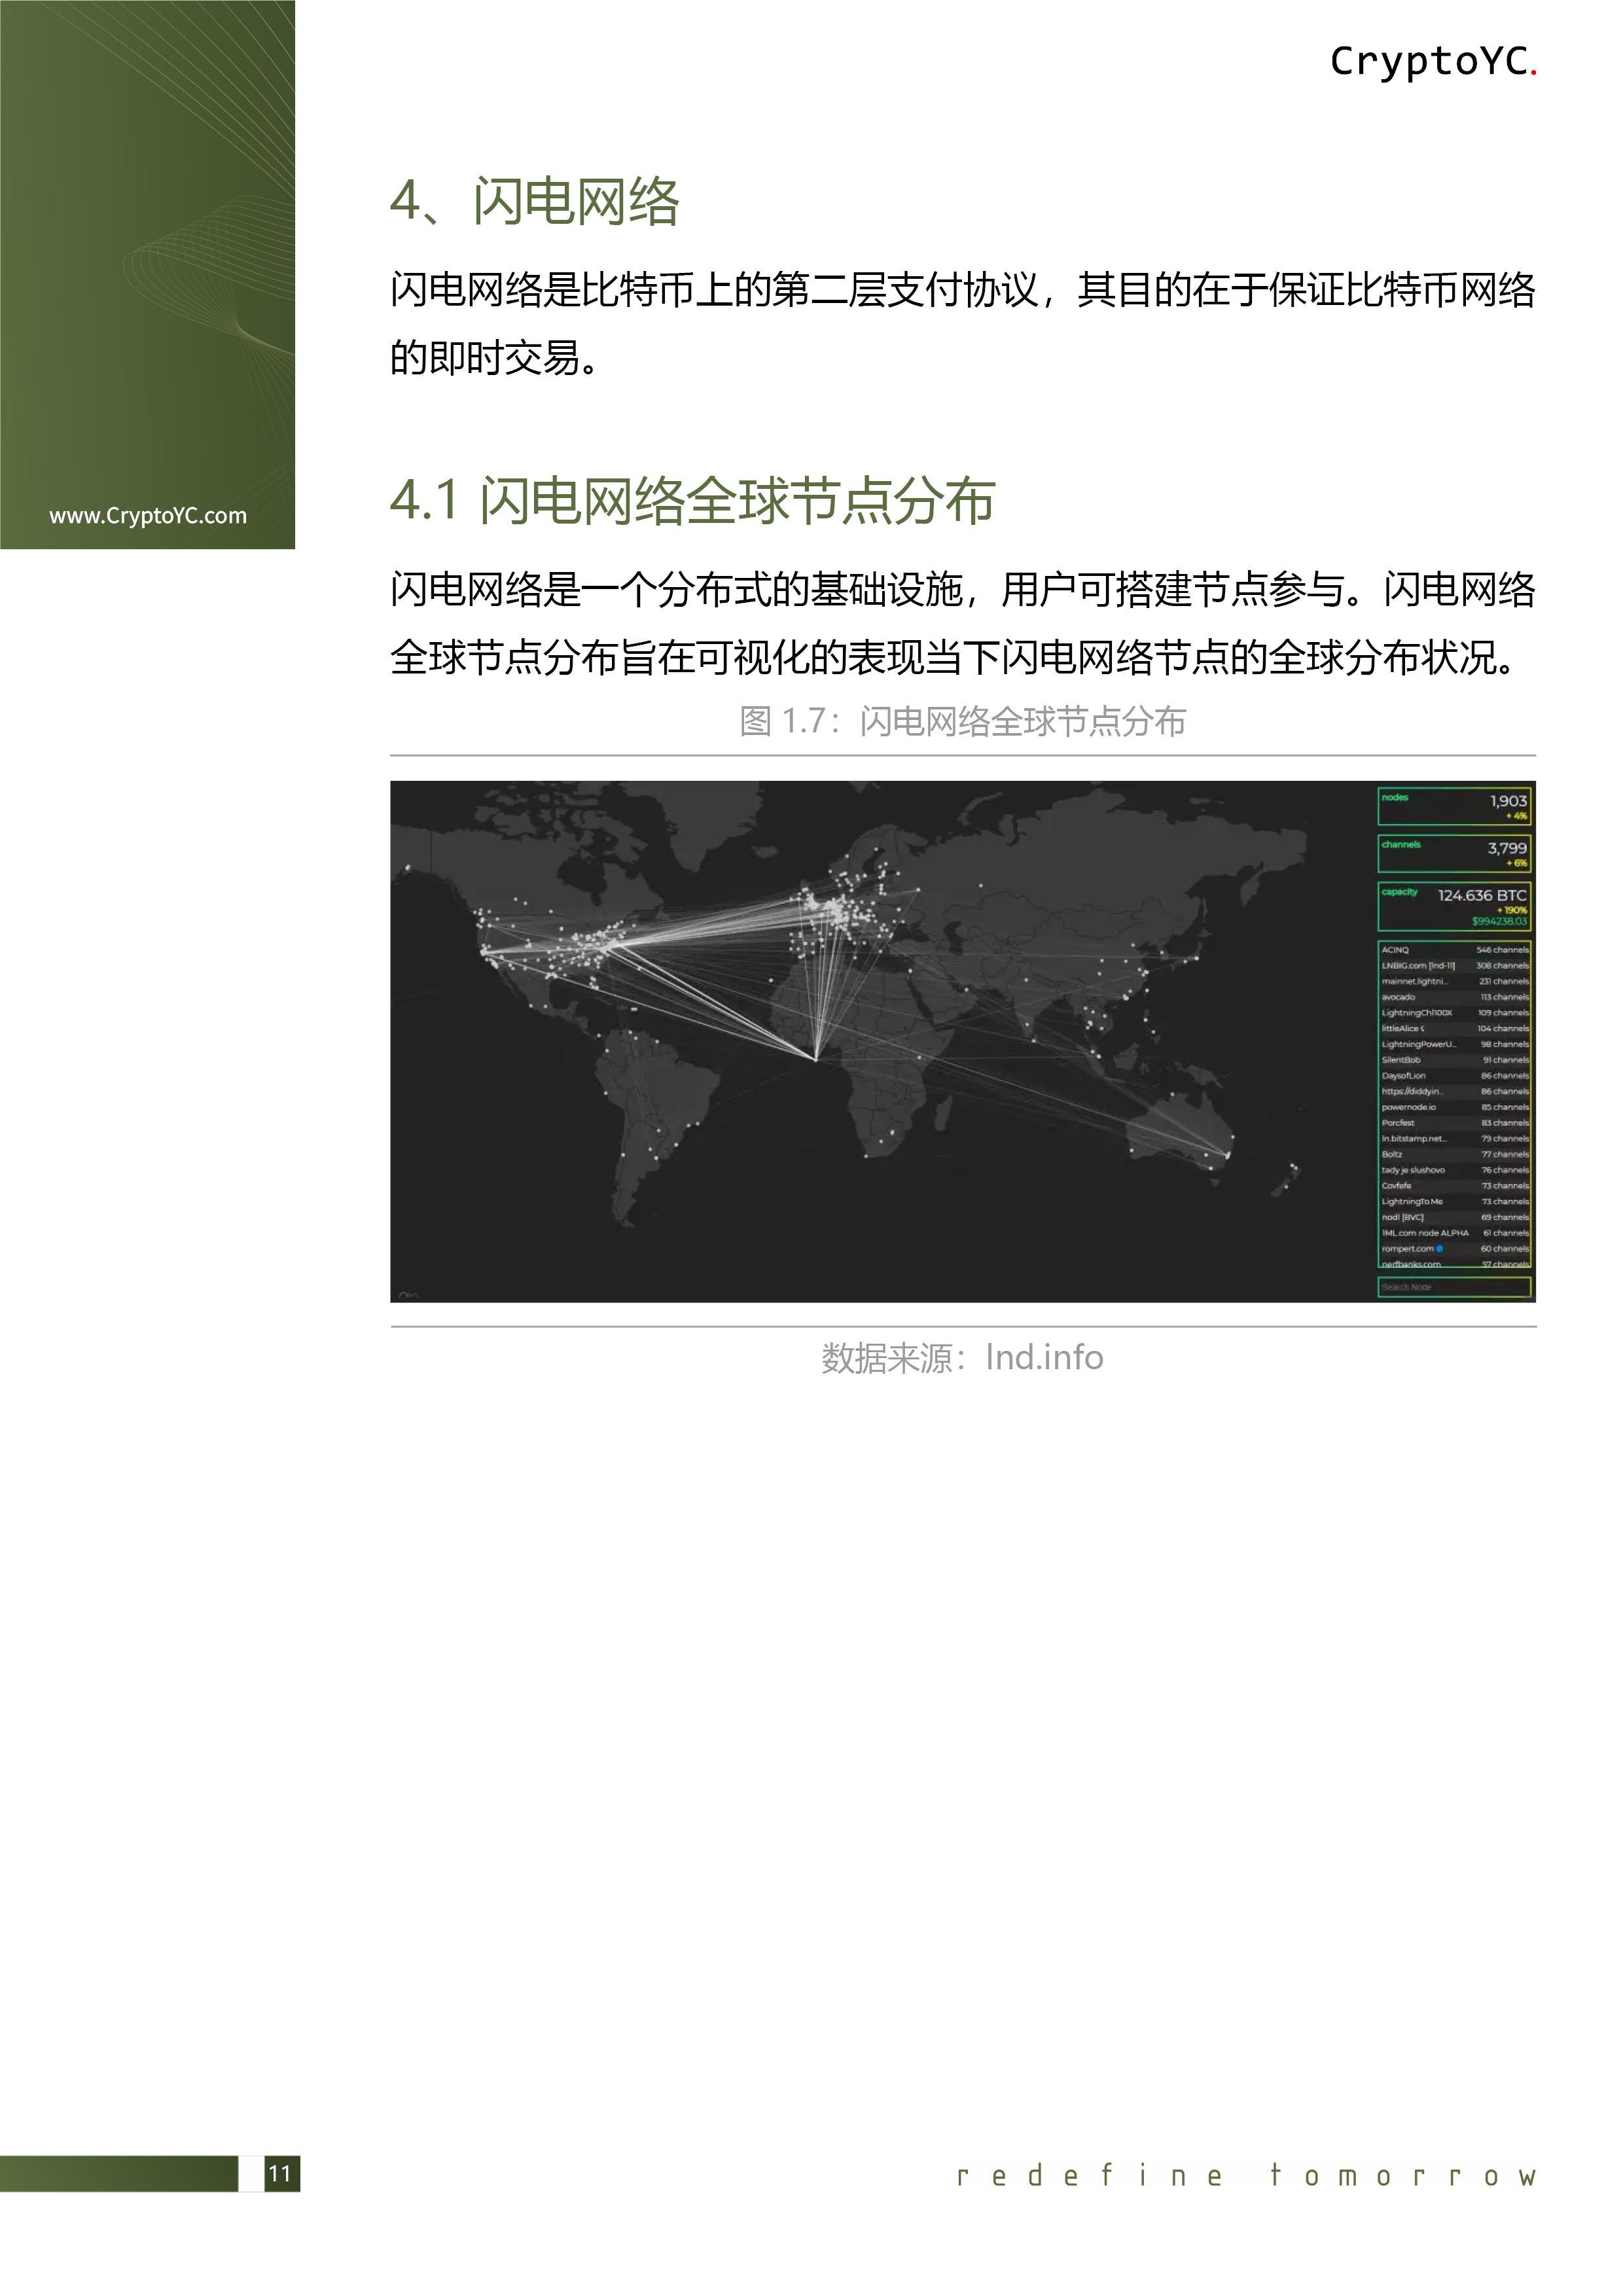 CryptoYC.
www.CryptoYC.com
4、闪电网络
闪电网络是比特币上的第二层支付协议，其目的在于保证比特币网络
的即时交易。
4.1 闪电网络全球节点分布
闪电网络是一个分布式的基础设施，用户可搭建节点参与。闪电网络
全球节点分布旨在可视化的表现当下闪电网络节点的全球分布状况。
图 1.7：闪电网络全球节点分布
nodes 1,903
+ 4%
channels 3,799
+ 6%
capacity 124.636 BTC
+ 190%
$994238.03
ACINQ 546 channels
LNBIG.com [lnd-11] 308 channels
mainnet.lightni... 231 channels
avocado 113 channels
LightningChl100X 109 channels
littleAlice 104 channels
LightningPowerU... 98 channels
SilentBob 91 channels
DaysofLion 86 channels
https://diddyin... 86 channels
powernode.io 85 channels
Porcfest 83 channels
ln.bitstamp.net... 79 channels
Boltz 77 channels
tady je slushovo 76 channels
Covfefe 73 channels
LightningTo.Me 73 channels
nodl [BVC] 69 channels
1ML.com node ALPHA 61 channels
rompert.com 60 channels
nerfbanks.com 57 channels
Search Node
数据来源：lnd.info
11
redefine tomorrow